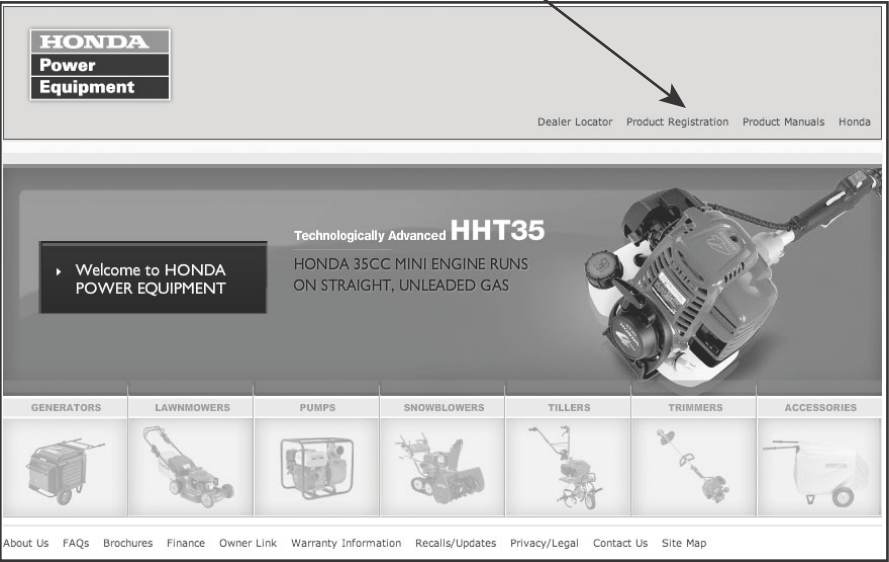 HONDA
Power
Equipment
Dealer Locator Product Registration Product Manuals Honda
Technologically Advanced HHT35
HONDA 35CC MINI ENGINE RUNS
ON STRAIGHT, UNLEADED GAS
Welcome to HONDA
POWER EQUIPMENT
GENERATORS LAWNMOWERS PUMPS SNOWBLOWERS TILLERS TRIMMERS ACCESSORIES
About Us FAQs Brochures Finance Owner Link Warranty Information Recalls/Updates Privacy/Legal Contact Us Site Map